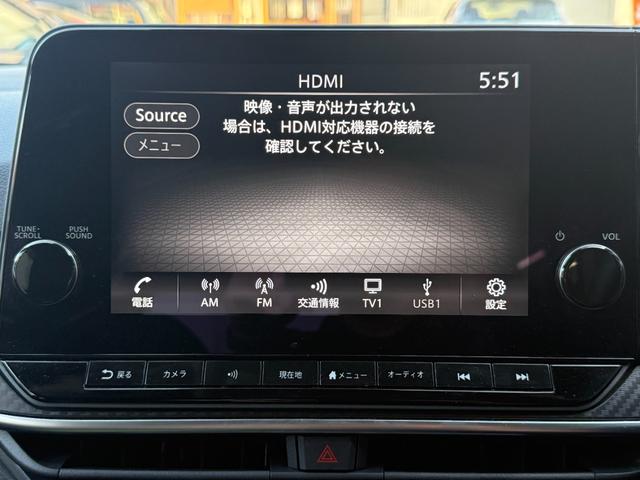 HDMI
5:51
Source
メニュー
映像・音声が出力されない
場合は、HDMI対応機器の接続を
確認してください。
TUNE・
SCROLL
PUSH
SOUND
VOL
電話
AM
FM
交通情報
TV1
USB1
設定
戻る
カメラ
現在地
メニュー
オーディオ